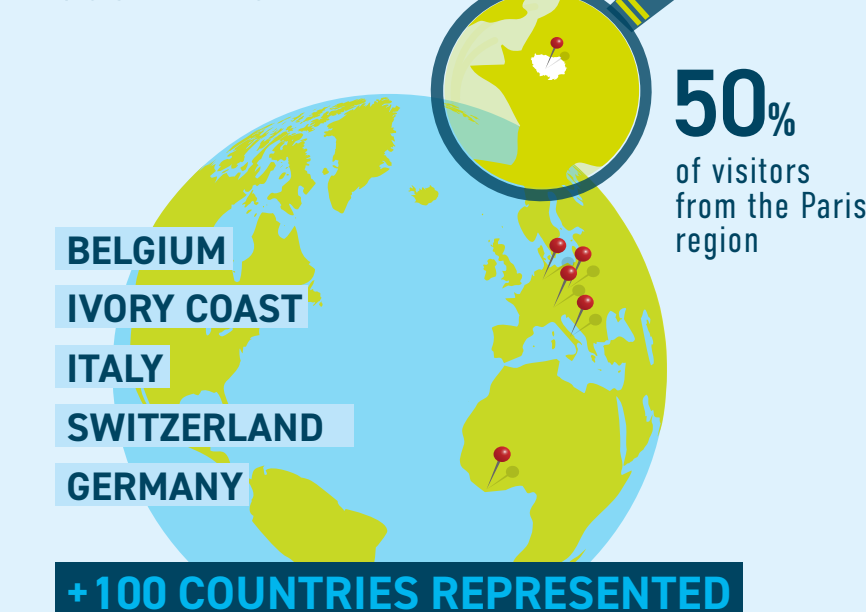 50%
of visitors
from the Paris
region
BELGIUM
IVORY COAST
ITALY
SWITZERLAND
GERMANY
+100 COUNTRIES REPRESENTED